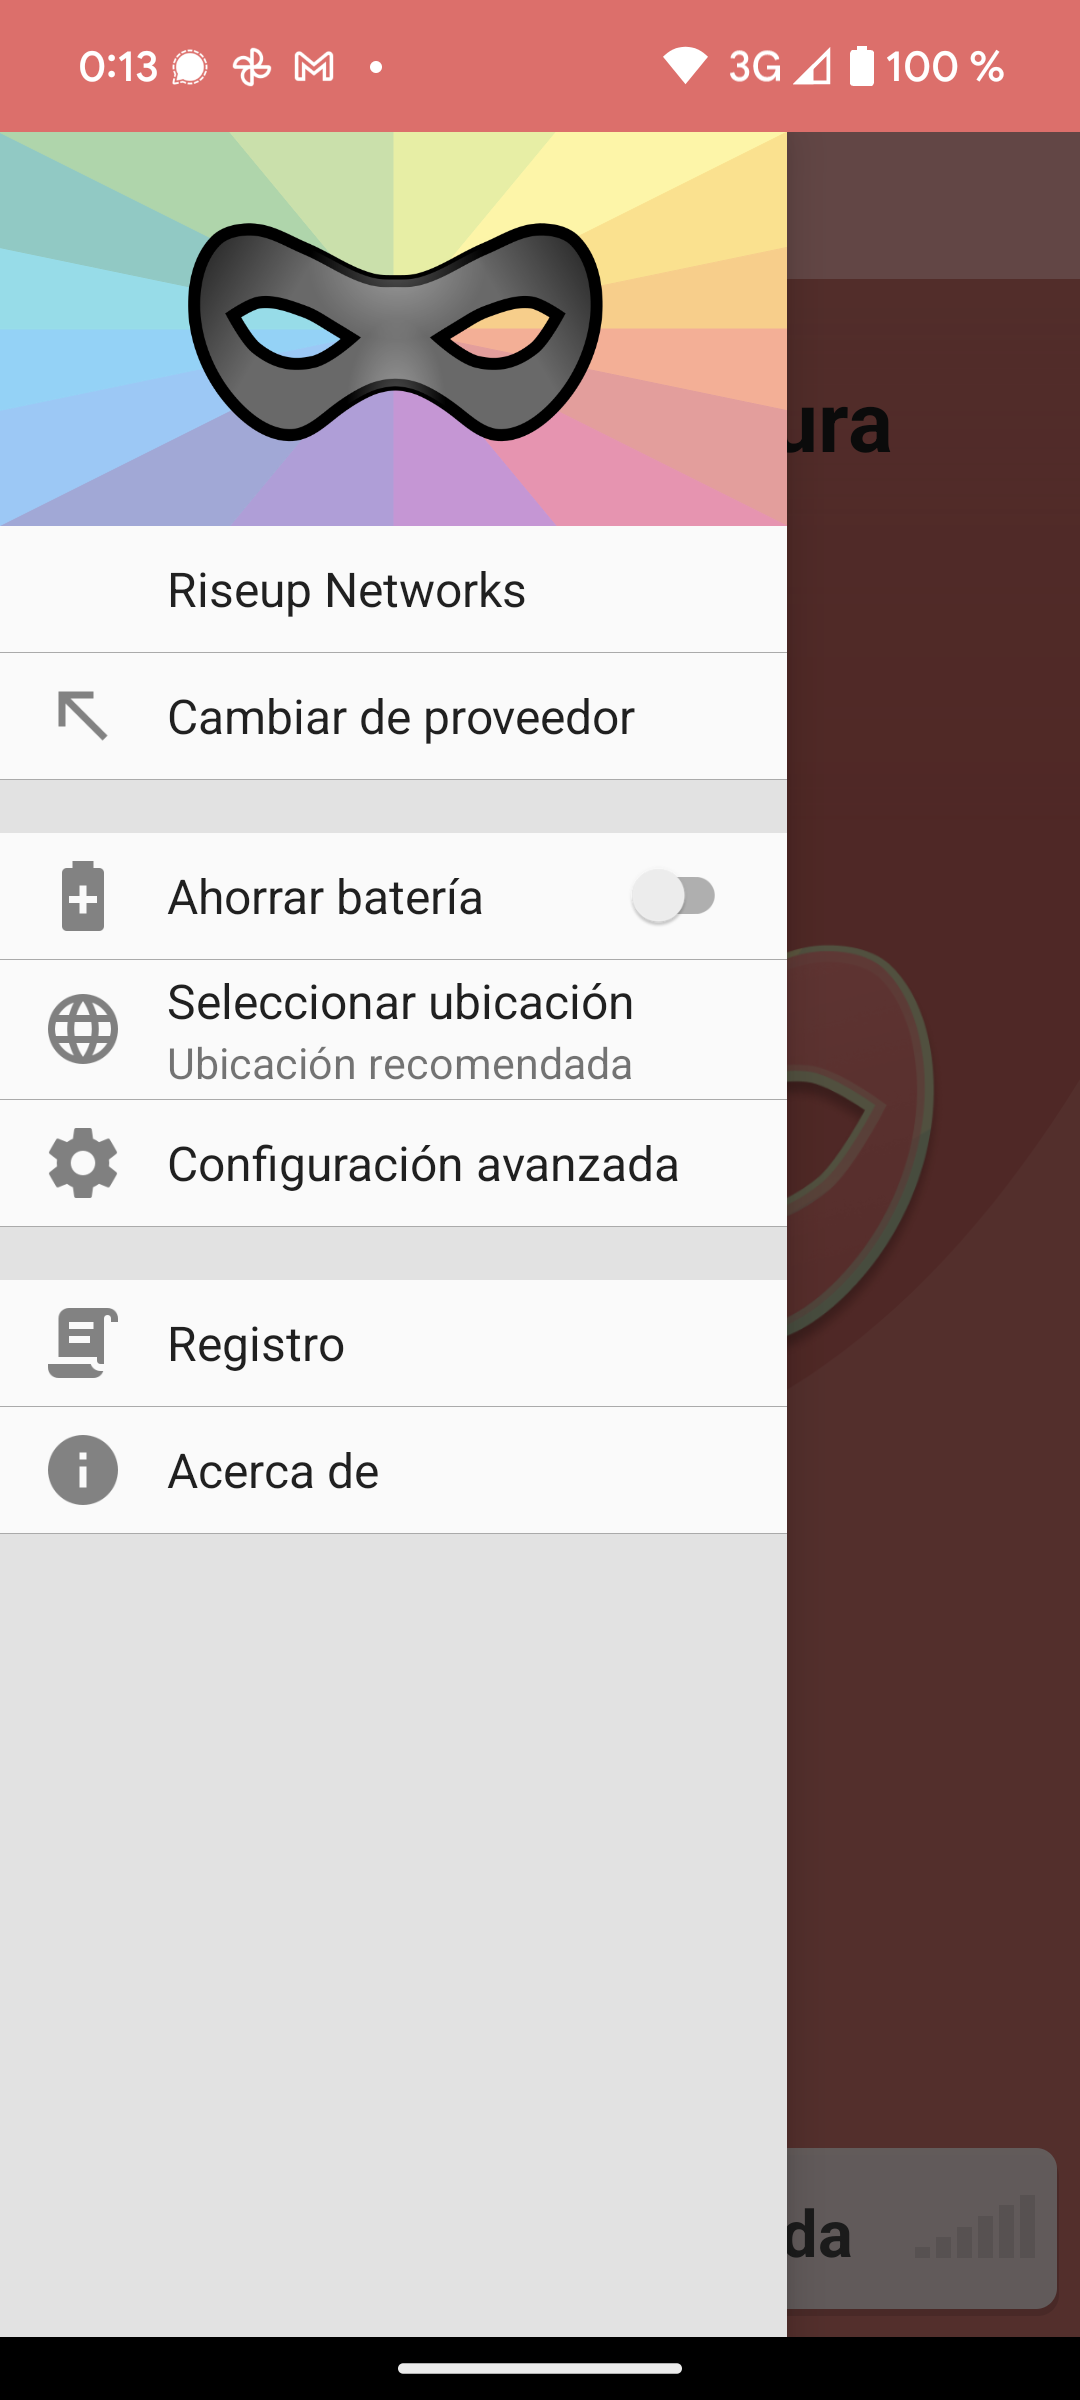 0:13
3G
100 %
ura
Riseup Networks
Cambiar de proveedor
Ahorrar batería
Seleccionar ubicación
Ubicación recomendada
Configuración avanzada
Registro
Acerca de
da